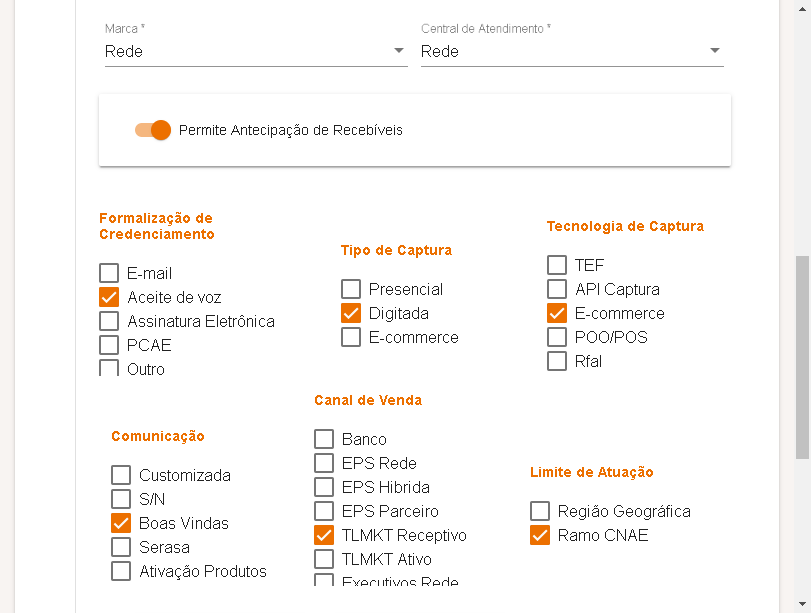 Marca *
Rede
Central de Atendimento *
Rede
Permite Antecipação de Recebíveis
Formalização de
Credenciamento
E-mail
Aceite de voz
Assinatura Eletrônica
PCAE
Outro
Tipo de Captura
Presencial
Digitada
E-commerce
Tecnologia de Captura
TEF
API Captura
E-commerce
POO/POS
Rfal
Comunicação
Customizada
S/N
Boas Vindas
Serasa
Ativação Produtos
Canal de Venda
Banco
EPS Rede
EPS Hibrida
EPS Parceiro
TLMKT Receptivo
TLMKT Ativo
Executivos Rede
Limite de Atuação
Região Geográfica
Ramo CNAE